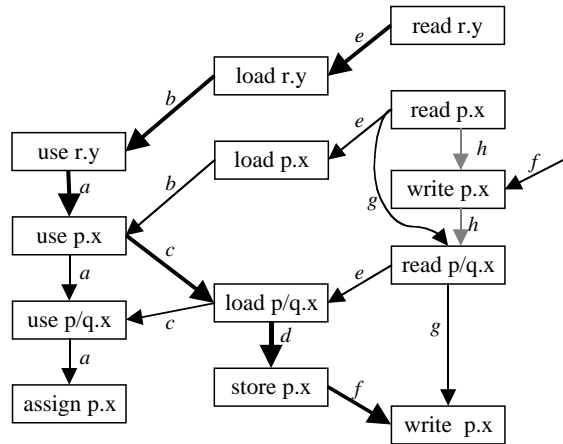 read r.y
e
load r.y
b
read p.x
e
load p.x
h
f
use r.y
b
write p.x
a
g
h
use p.x
c
read p/q.x
a
e
load p/q.x
use p/q.x
c
d
g
a
store p.x
f
assign p.x
write p.x